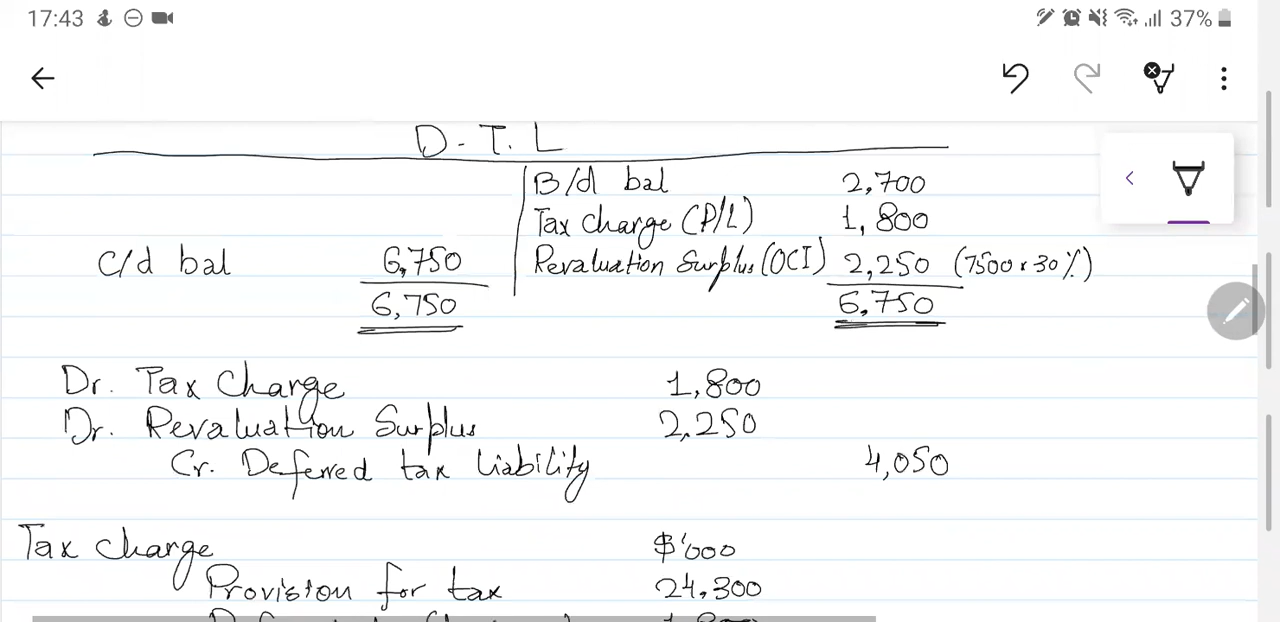 17:43 37%
D.T.L
B/d bal 2,700
Tax charge (P/L) 1,800
C/d bal 6,750 Revaluation Surplus (OCI) 2,250 (7500 x 30%)
6,750 6,750
Dr. Tax Charge 1,800
Dr. Revaluation Surplus 2,250
Cr. Deferred tax liability 4,050
Tax charge $'000
Provision for tax 24,300